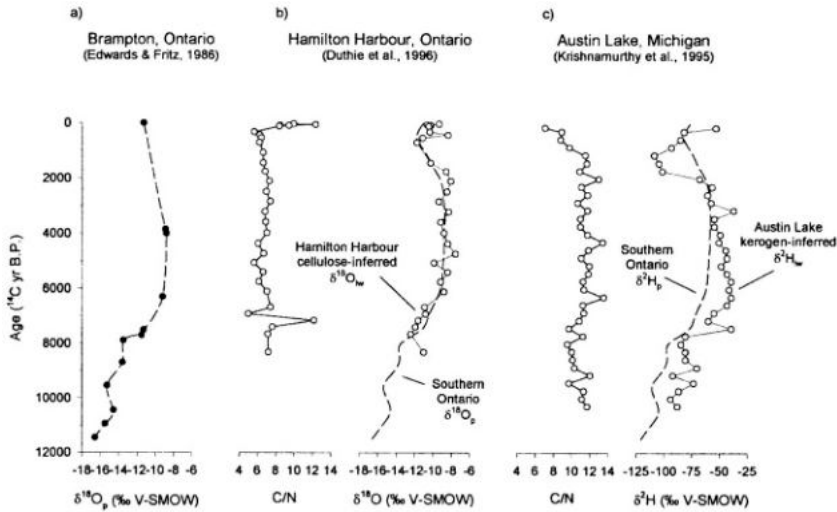 a)
Brampton, Ontario
(Edwards & Fritz, 1986)
b)
Hamilton Harbour, Ontario
(Duthie et al., 1996)
c)
Austin Lake, Michigan
(Krishnamurthy et al., 1995)
Age (¹⁴C yr B.P.)
0
2000
4000
6000
8000
10000
12000
-18 -16 -14 -12 -10 -8 -6
δ¹⁸Oₚ (‰ V-SMOW)
4 6 8 10 12 14
C/N
Hamilton Harbour
cellulose-inferred
δ¹⁸O_lw
Southern
Ontario
δ¹⁸Oₚ
-18 -16 -14 -12 -10 -8 -6
δ¹⁸O (‰ V-SMOW)
4 6 8 10 12 14
C/N
Southern
Ontario
δ²Hₚ
Austin Lake
kerogen-inferred
δ²H_lw
-125 -100 -75 -50 -25
δ²H (‰ V-SMOW)